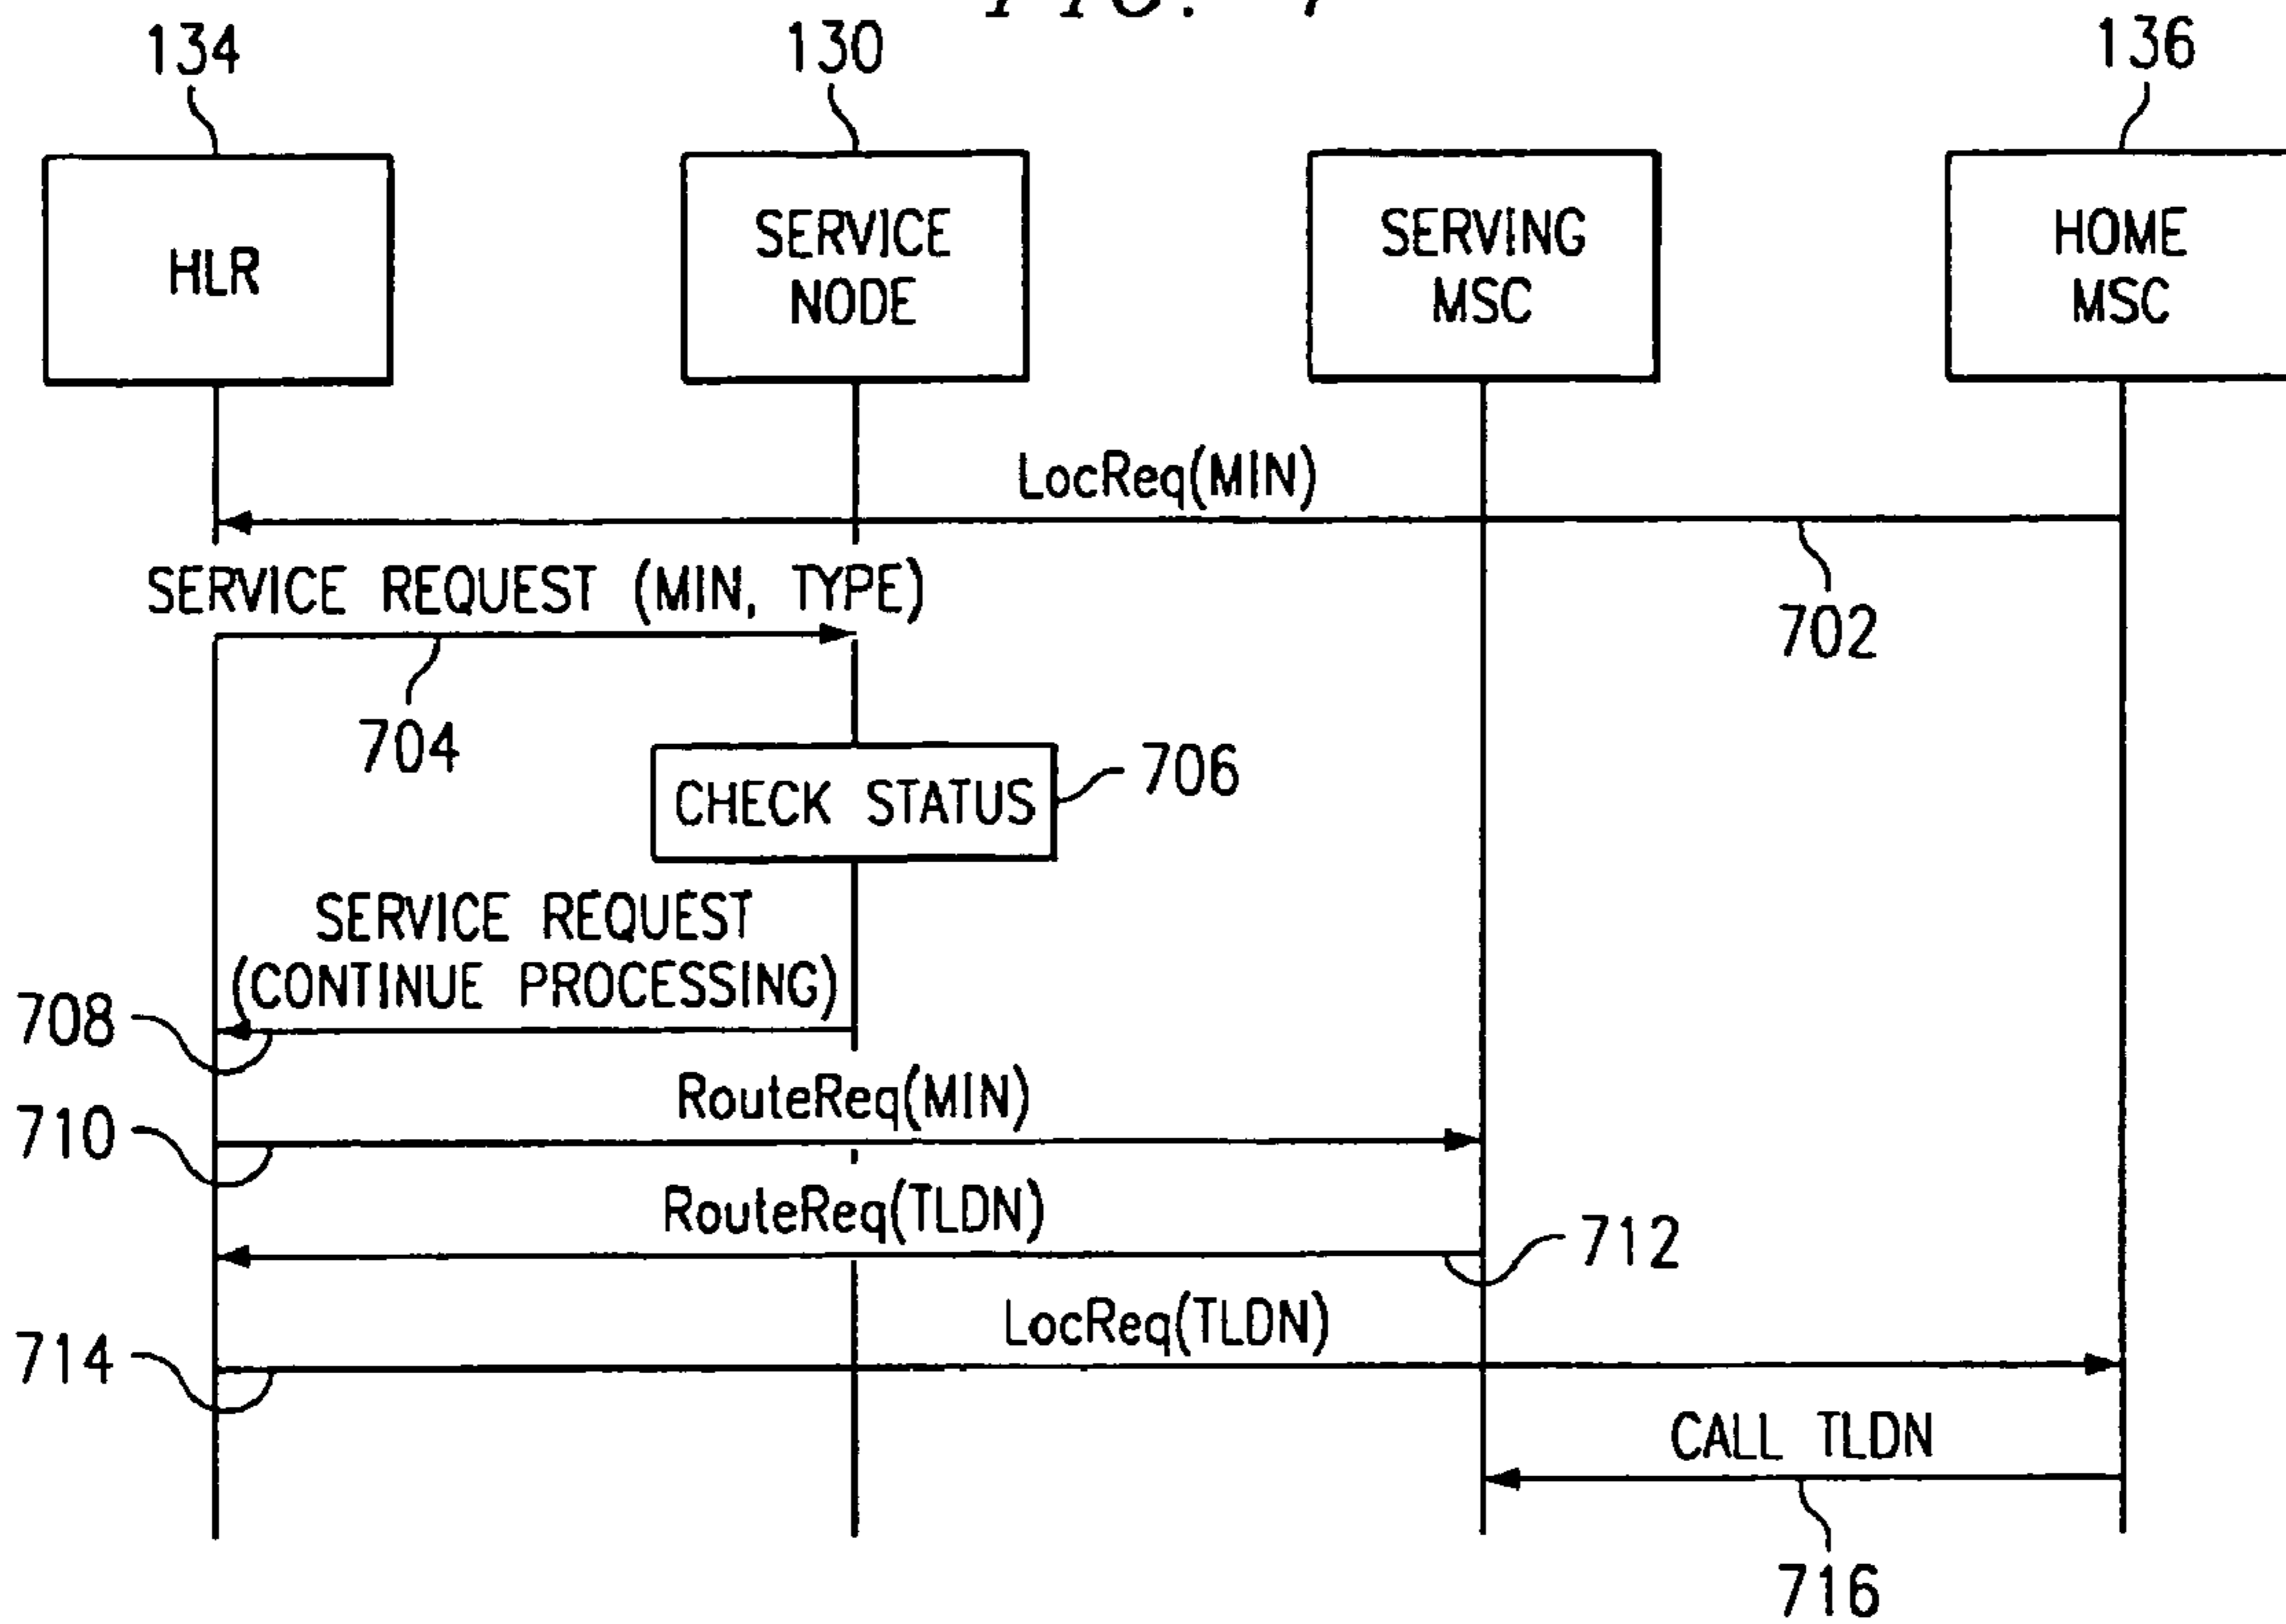 FIG. 7
134
130
136
HLR
SERVICE
NODE
SERVING
MSC
HOME
MSC
LocReq(MIN)
702
SERVICE REQUEST (MIN, TYPE)
704
CHECK STATUS
706
SERVICE REQUEST
(CONTINUE PROCESSING)
708
RouteReq(MIN)
710
RouteReq(TLDN)
712
LocReq(TLDN)
714
CALL TLDN
716